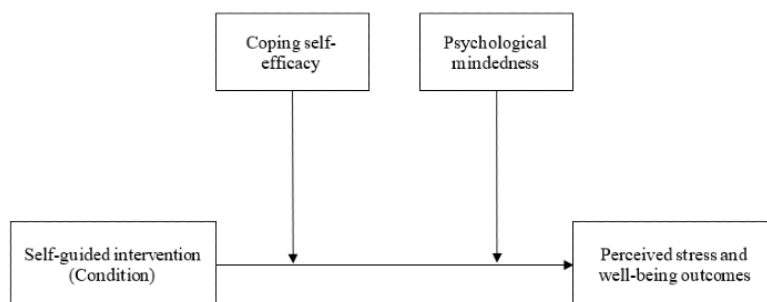 Coping self-
efficacy
Psychological
mindedness
Self-guided intervention
(Condition)
Perceived stress and
well-being outcomes